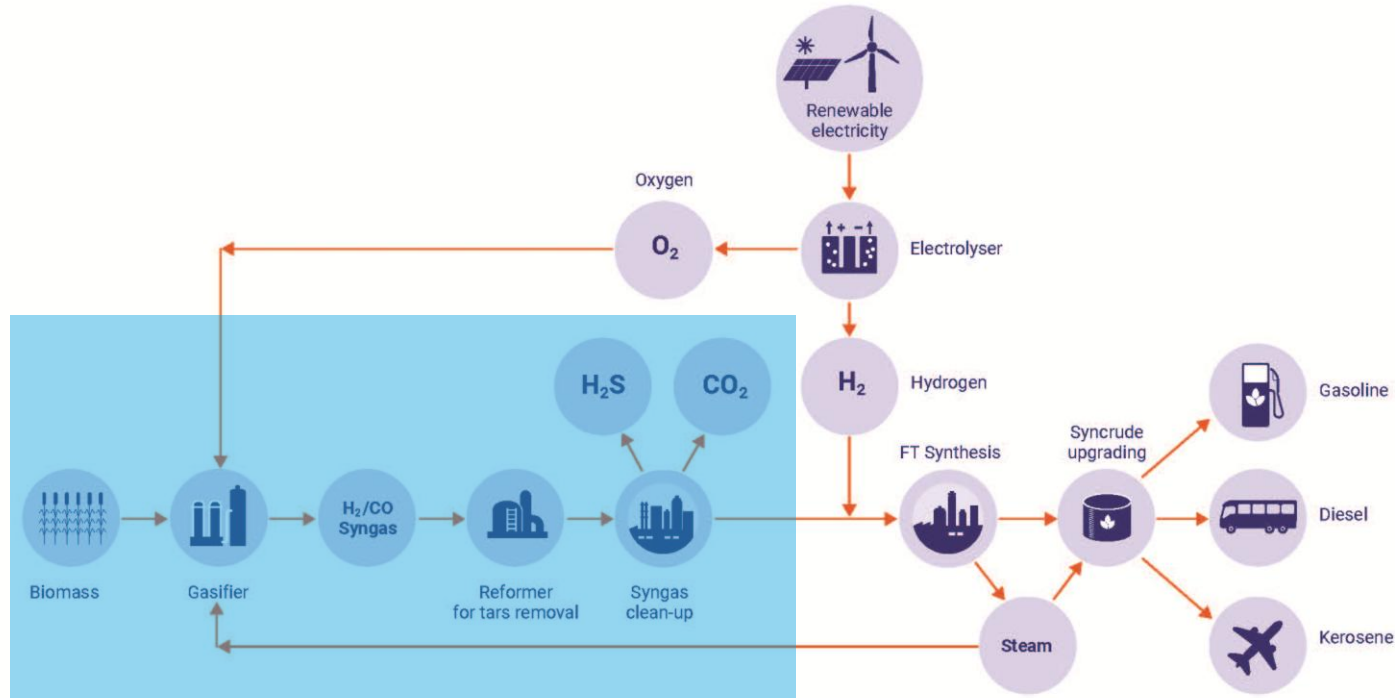 Renewable
electricity
Oxygen
O₂
Electrolyser
H₂S
CO₂
H₂
Hydrogen
Gasoline
FT Synthesis
Syncrude
upgrading
H₂/CO
Syngas
Diesel
Biomass
Gasifier
Reformer
for tars removal
Syngas
clean-up
Steam
Kerosene